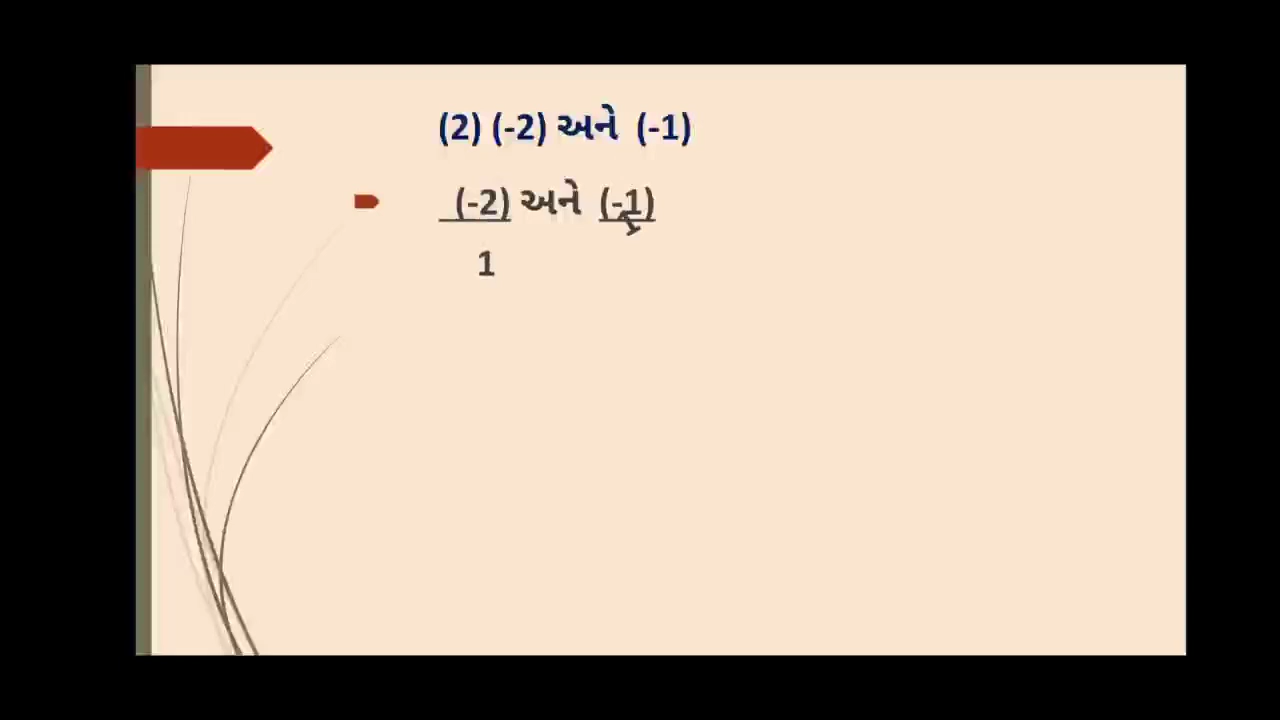 (2) (-2) અને (-1)
(-2) અને (-1)
1